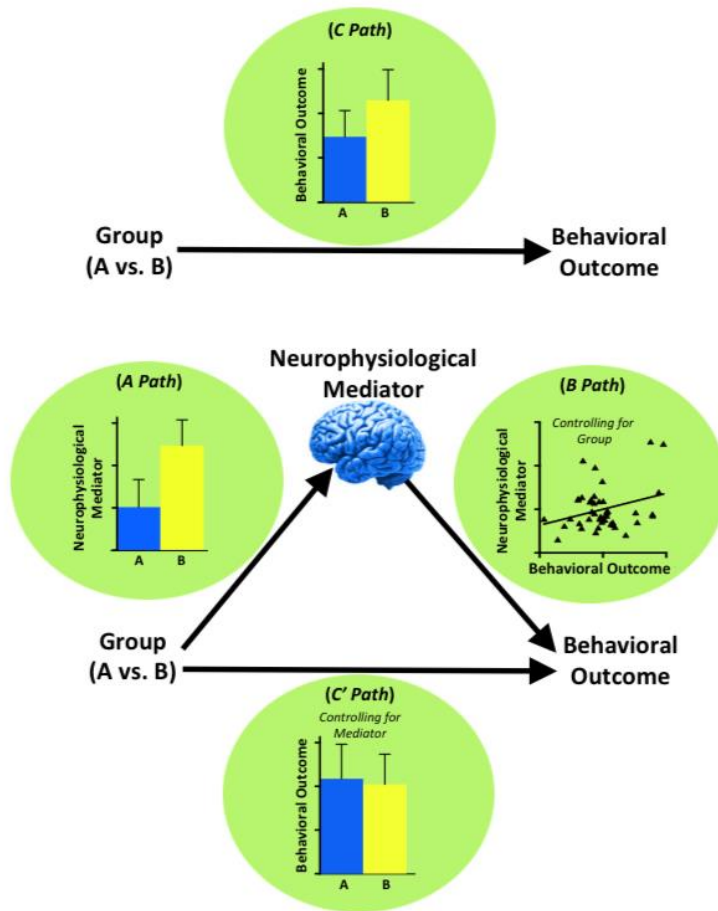 (C Path)
Behavioral Outcome
A B
Group
(A vs. B)
Behavioral
Outcome
Neurophysiological
Mediator
(A Path)
Neurophysiological
Mediator
A B
(B Path)
Controlling for
Group
Neurophysiological
Mediator
Behavioral Outcome
Group
(A vs. B)
Behavioral
Outcome
(C' Path)
Controlling for
Mediator
Behavioral Outcome
A B